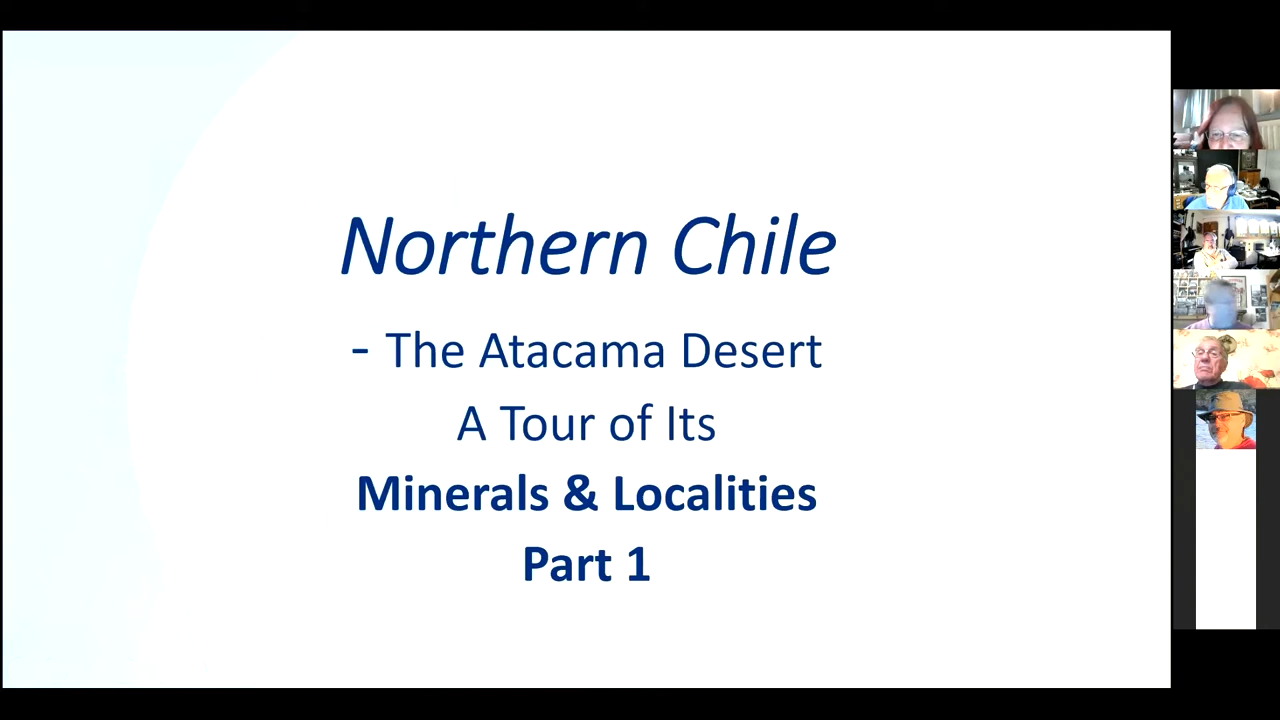 Northern Chile
- The Atacama Desert
A Tour of Its
Minerals & Localities
Part 1